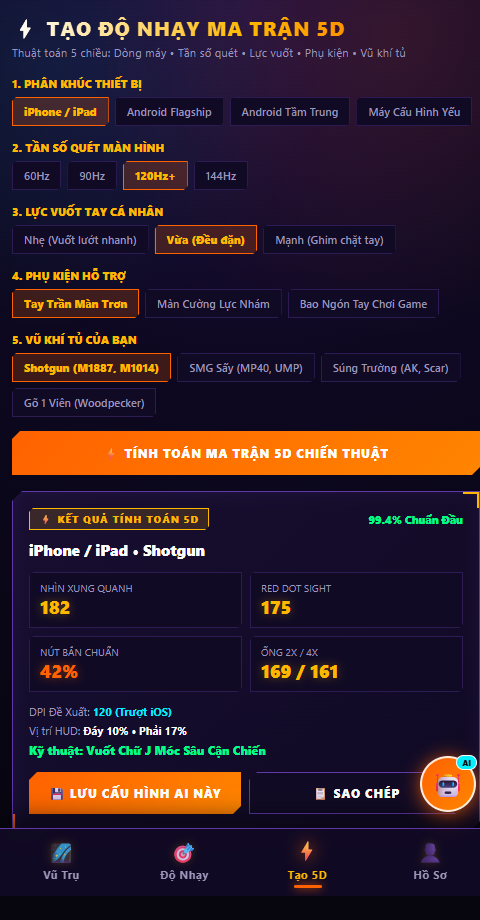 TẠO ĐỘ NHẠY MA TRẬN 5D
Thuật toán 5 chiều: Dòng máy • Tần số quét • Lực vuốt • Phụ kiện • Vũ khí tủ
1. PHÂN KHÚC THIẾT BỊ
iPhone / iPad Android Flagship Android Tầm Trung Máy Cấu Hình Yếu
2. TẦN SỐ QUÉT MÀN HÌNH
60Hz 90Hz 120Hz+ 144Hz
3. LỰC VUỐT TAY CÁ NHÂN
Nhẹ (Vuốt lướt nhanh) Vừa (Đều đặn) Mạnh (Ghim chặt tay)
4. PHỤ KIỆN HỖ TRỢ
Tay Trần Màn Trơn Màn Cường Lực Nhám Bao Ngón Tay Chơi Game
5. VŨ KHÍ TỦ CỦA BẠN
Shotgun (M1887, M1014) SMG Sấy (MP40, UMP) Súng Trường (AK, Scar)
Gõ 1 Viên (Woodpecker)
TÍNH TOÁN MA TRẬN 5D CHIẾN THUẬT
KẾT QUẢ TÍNH TOÁN 5D 99.4% Chuẩn Đầu
iPhone / iPad • Shotgun
NHÌN XUNG QUANH RED DOT SIGHT
182 175
NÚT BẮN CHUẨN ỐNG 2X / 4X
42% 169 / 161
DPI Đề Xuất: 120 (Trượt iOS)
Vị trí HUD: Đáy 10% • Phải 17%
Kỹ thuật: Vuốt Chữ J Móc Sâu Cận Chiến
AI
LƯU CẤU HÌNH AI NÀY SAO CHÉP
Vũ Trụ Độ Nhạy Tạo 5D Hồ Sơ